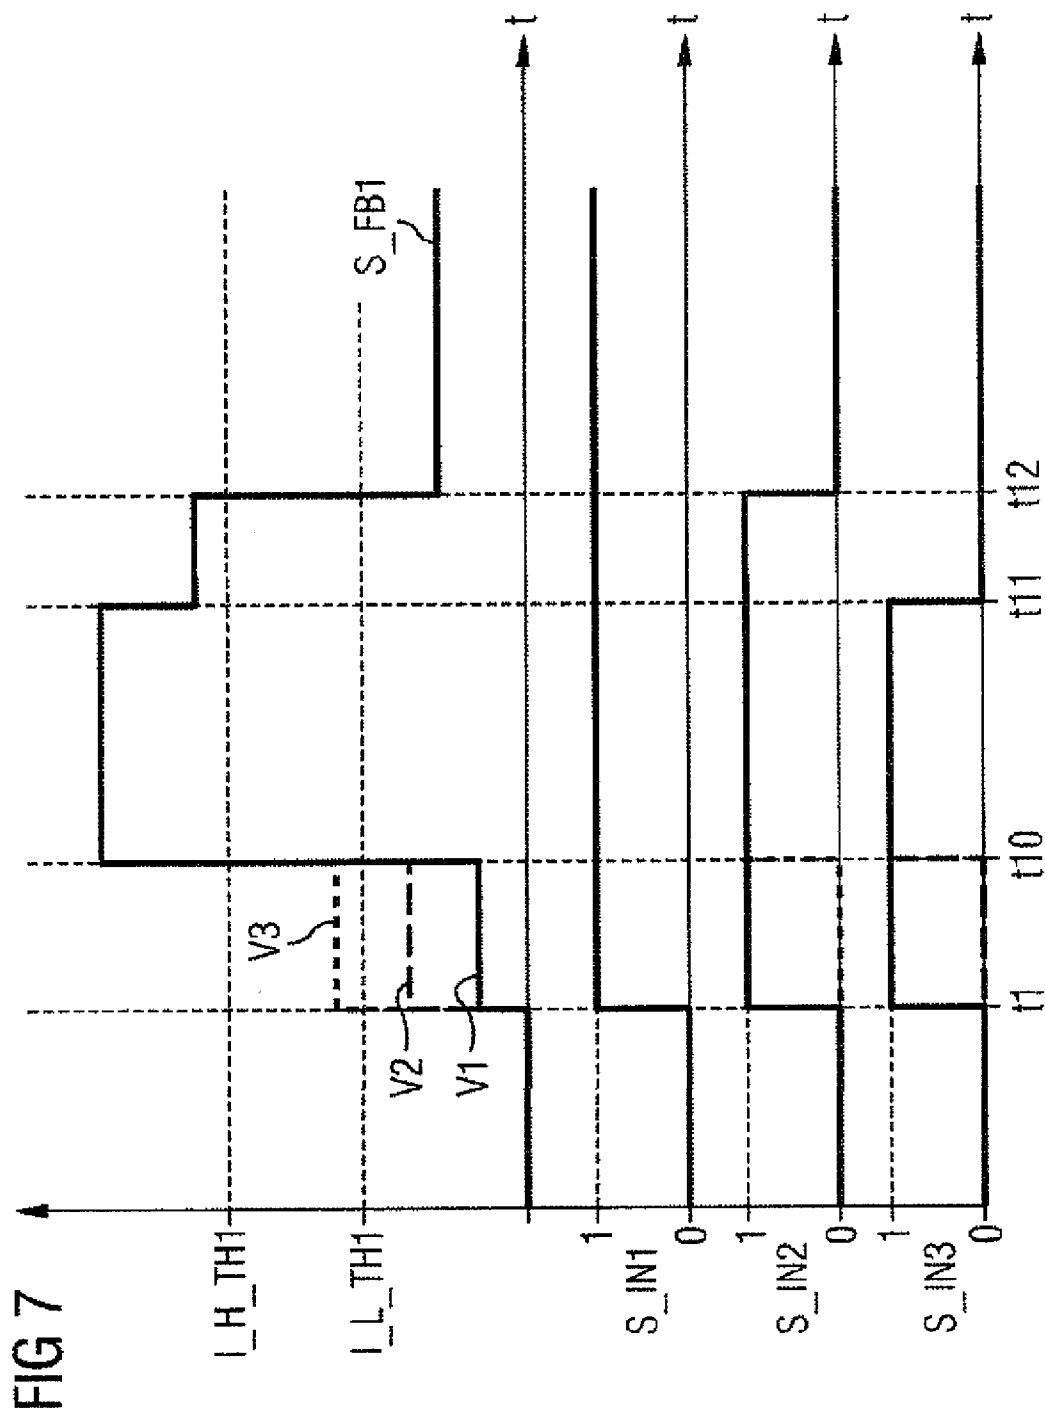 FIG 7
I_H_TH1
I_L_TH1
V3
V2
V1
S_FB1
t
1
S_IN1
0
t
1
S_IN2
0
t
1
S_IN3
0
t
t1
t10
t11
t12